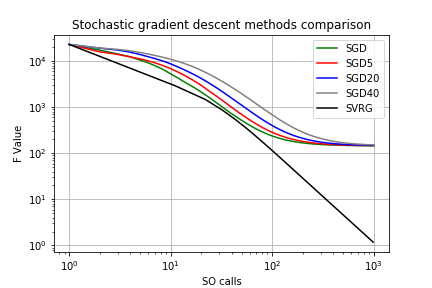 Stochastic gradient descent methods comparison
F Value
10⁴
10³
10²
10¹
10⁰
SGD
SGD5
SGD20
SGD40
SVRG
10⁰ 10¹ 10² 10³
SO calls